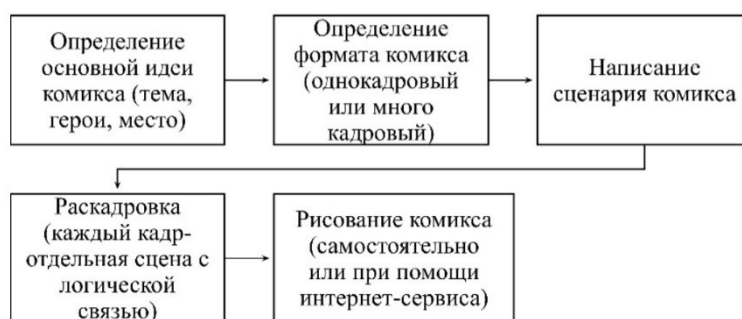 Определение
основной идеи
комикса (тема,
герои, место)
Определение
формата комикса
(однокадровый
или много
кадровый)
Написание
сценария комикса
Раскадровка
(каждый кадр-
отдельная сцена с
логической
связью)
Рисование комикса
(самостоятельно
или при помощи
интернет-сервиса)